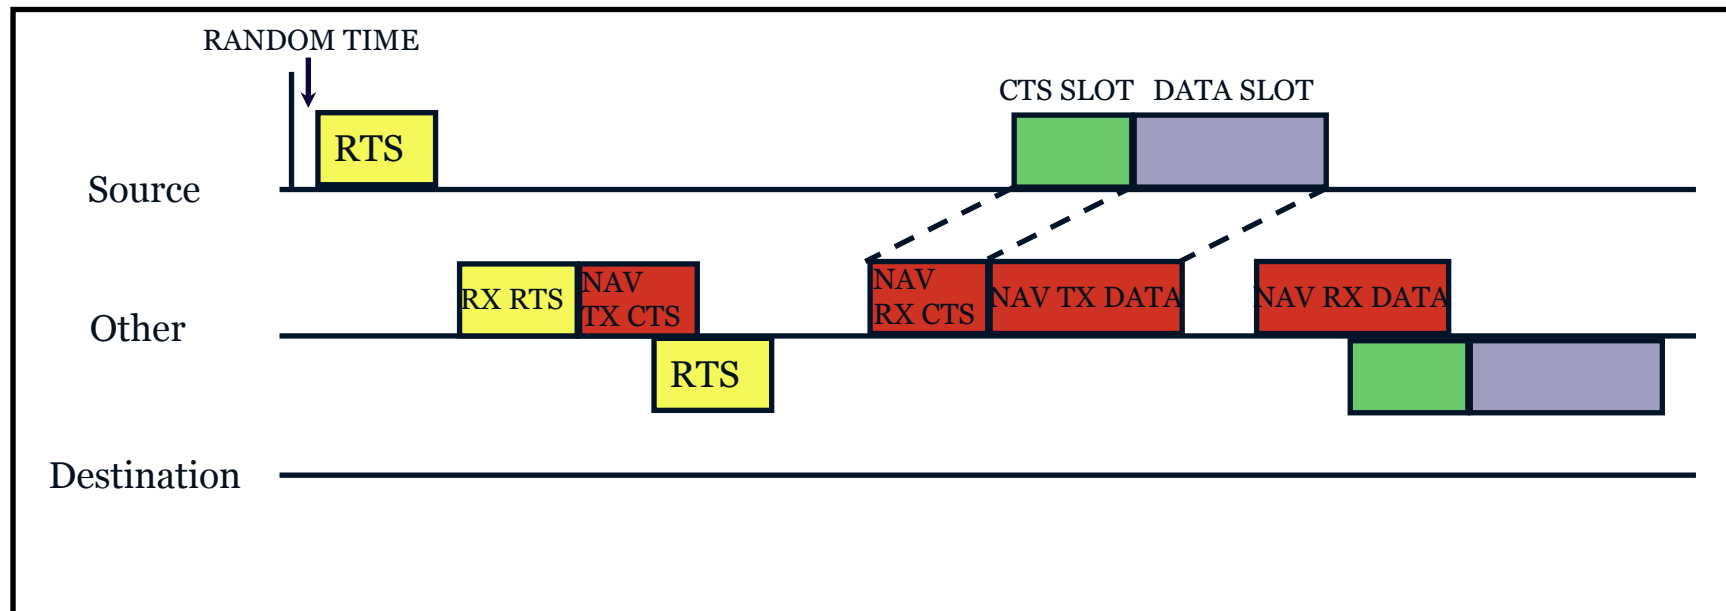 RANDOM TIME
CTS SLOT DATA SLOT
RTS
Source
RX RTS
NAV
TX CTS
NAV
RX CTS
NAV TX DATA
NAV RX DATA
Other
RTS
Destination